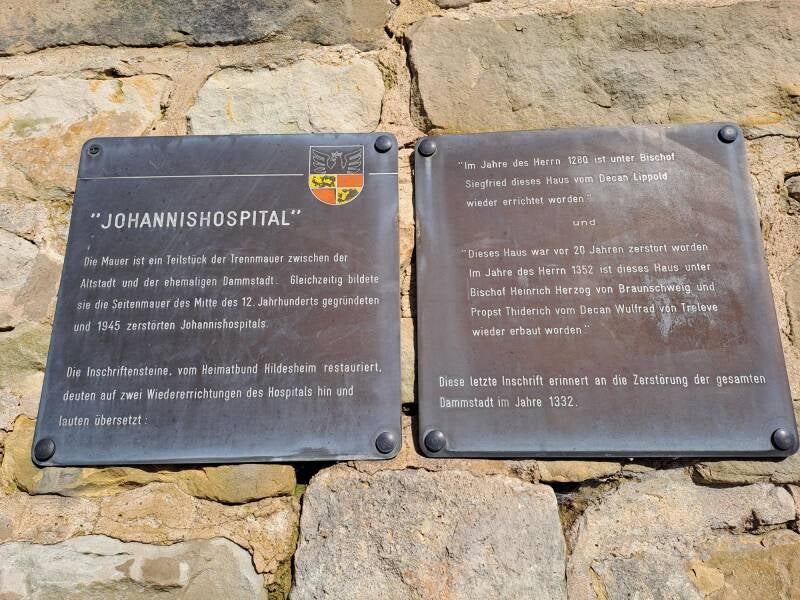 "JOHANNISHOSPITAL"
Die Mauer ist ein Teilstück der Trennmauer zwischen der
Altstadt und der ehemaligen Dammstadt. Gleichzeitig bildete
sie die Seitenmauer des Mitte des 12. Jahrhunderts gegründeten
und 1945 zerstörten Johannishospitals.
Die Inschriftensteine, vom Heimatbund Hildesheim restauriert,
deuten auf zwei Wiedererrichtungen des Hospitals hin und
lauten übersetzt:
"Im Jahre des Herrn 1280 ist unter Bischof
Siegfried dieses Haus vom Decan Lippold
wieder errichtet worden"
und
"Dieses Haus war vor 20 Jahren zerstört worden
Im Jahre des Herrn 1352 ist dieses Haus unter
Bischof Heinrich Herzog von Braunschweig und
Propst Thiderich vom Decan Wulfrad von Treleve
wieder erbaut worden."
Diese letzte Inschrift erinnert an die Zerstörung der gesamten
Dammstadt im Jahre 1332.